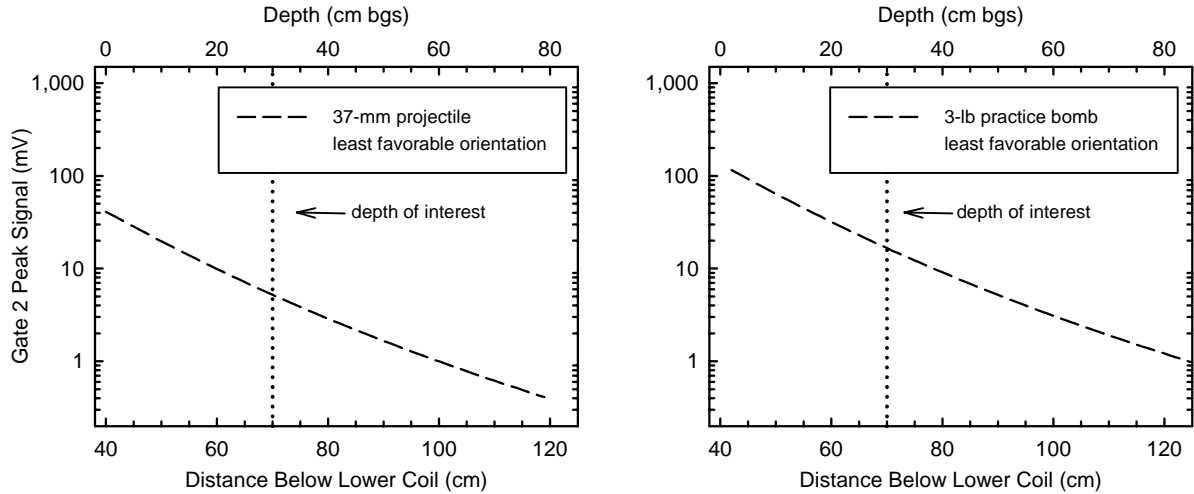 Depth (cm bgs)
0 20 40 60 80
1,000
100
10
1
Gate 2 Peak Signal (mV)
37-mm projectile
least favorable orientation
depth of interest
40 60 80 100 120
Distance Below Lower Coil (cm)
Depth (cm bgs)
0 20 40 60 80
1,000
100
10
1
3-lb practice bomb
least favorable orientation
depth of interest
40 60 80 100 120
Distance Below Lower Coil (cm)